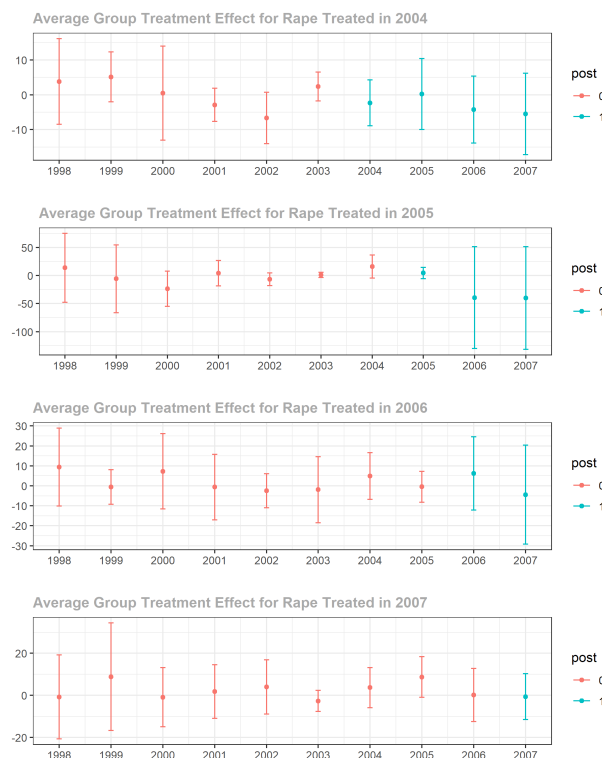 Average Group Treatment Effect for Rape Treated in 2004
10
0
-10
1998 1999 2000 2001 2002 2003 2004 2005 2006 2007
post
0
1
Average Group Treatment Effect for Rape Treated in 2005
50
0
-50
-100
1998 1999 2000 2001 2002 2003 2004 2005 2006 2007
post
0
1
Average Group Treatment Effect for Rape Treated in 2006
30
20
10
0
-10
-20
-30
1998 1999 2000 2001 2002 2003 2004 2005 2006 2007
post
0
1
Average Group Treatment Effect for Rape Treated in 2007
20
0
-20
1998 1999 2000 2001 2002 2003 2004 2005 2006 2007
post
0
1